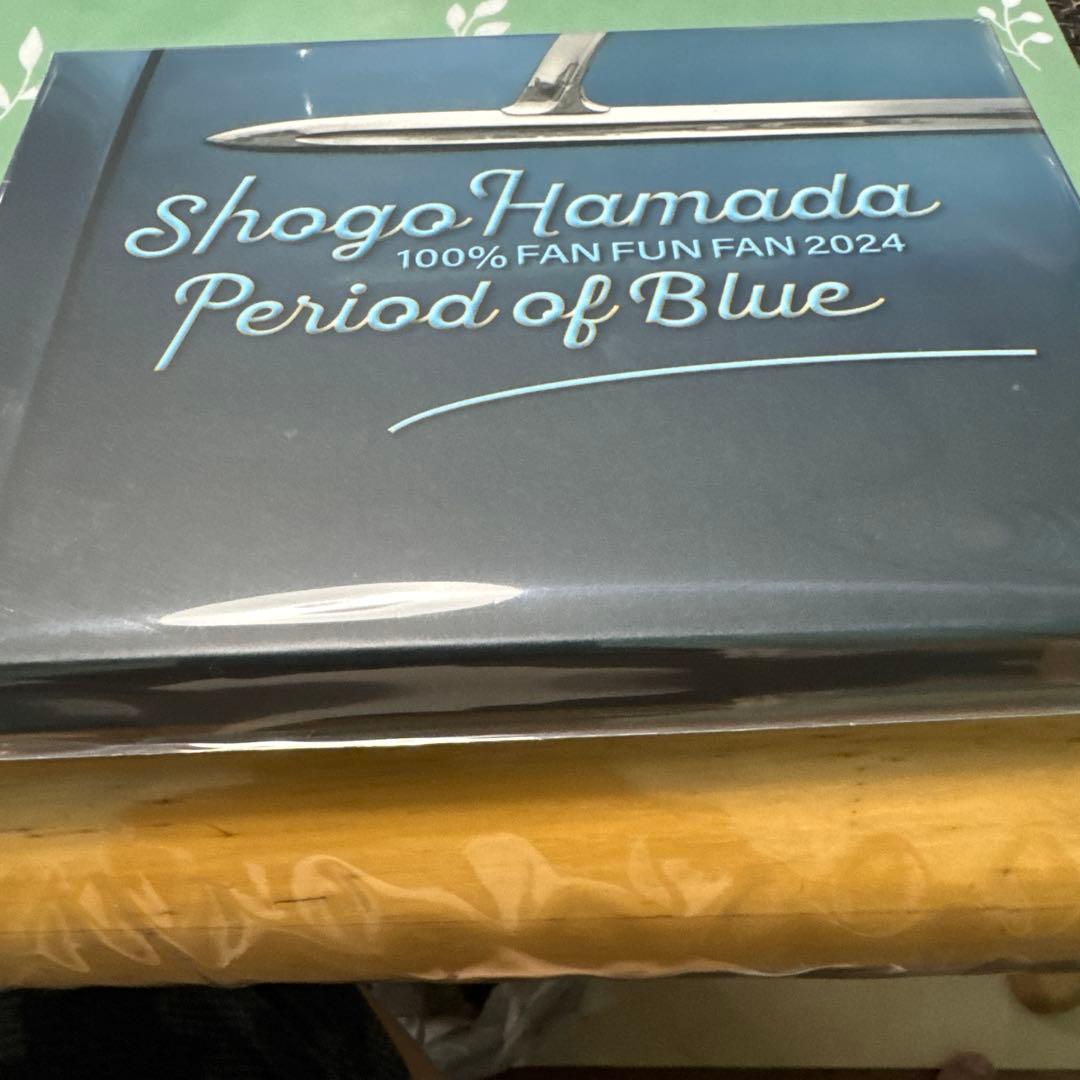 Shogo Hamada
100% FAN FUN FAN 2024
Period of Blue